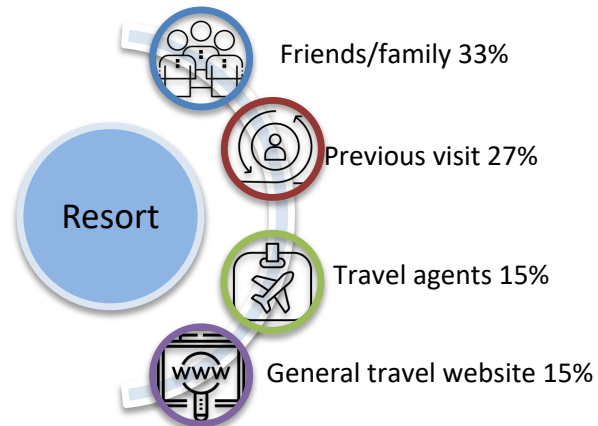 Friends/family 33%
Previous visit 27%
Resort
Travel agents 15%
www
General travel website 15%